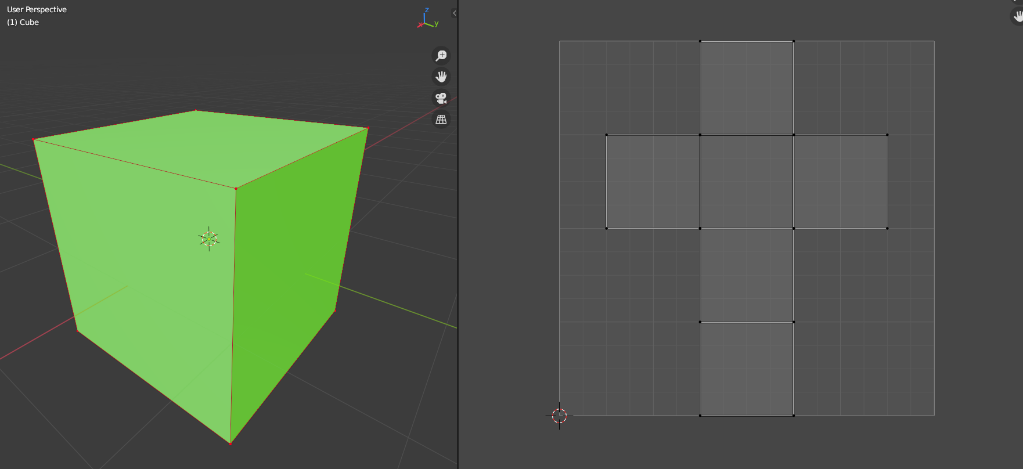 User Perspective
(1) Cube
z
y